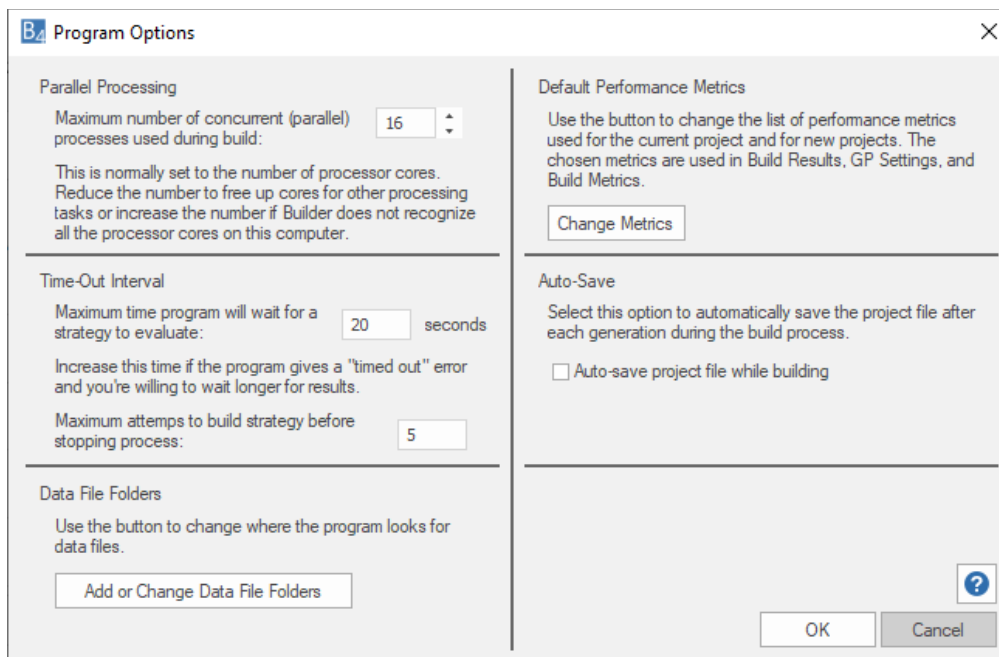 B4 Program Options
Parallel Processing
Maximum number of concurrent (parallel)
processes used during build:
16
This is normally set to the number of processor cores.
Reduce the number to free up cores for other processing
tasks or increase the number if Builder does not recognize
all the processor cores on this computer.
Time-Out Interval
Maximum time program will wait for a
strategy to evaluate:
20 seconds
Increase this time if the program gives a "timed out" error
and you're willing to wait longer for results.
Maximum attemps to build strategy before
stopping process:
5
Data File Folders
Use the button to change where the program looks for
data files.
Add or Change Data File Folders
Default Performance Metrics
Use the button to change the list of performance metrics
used for the current project and for new projects. The
chosen metrics are used in Build Results, GP Settings, and
Build Metrics.
Change Metrics
Auto-Save
Select this option to automatically save the project file after
each generation during the build process.
Auto-save project file while building
?
OK Cancel